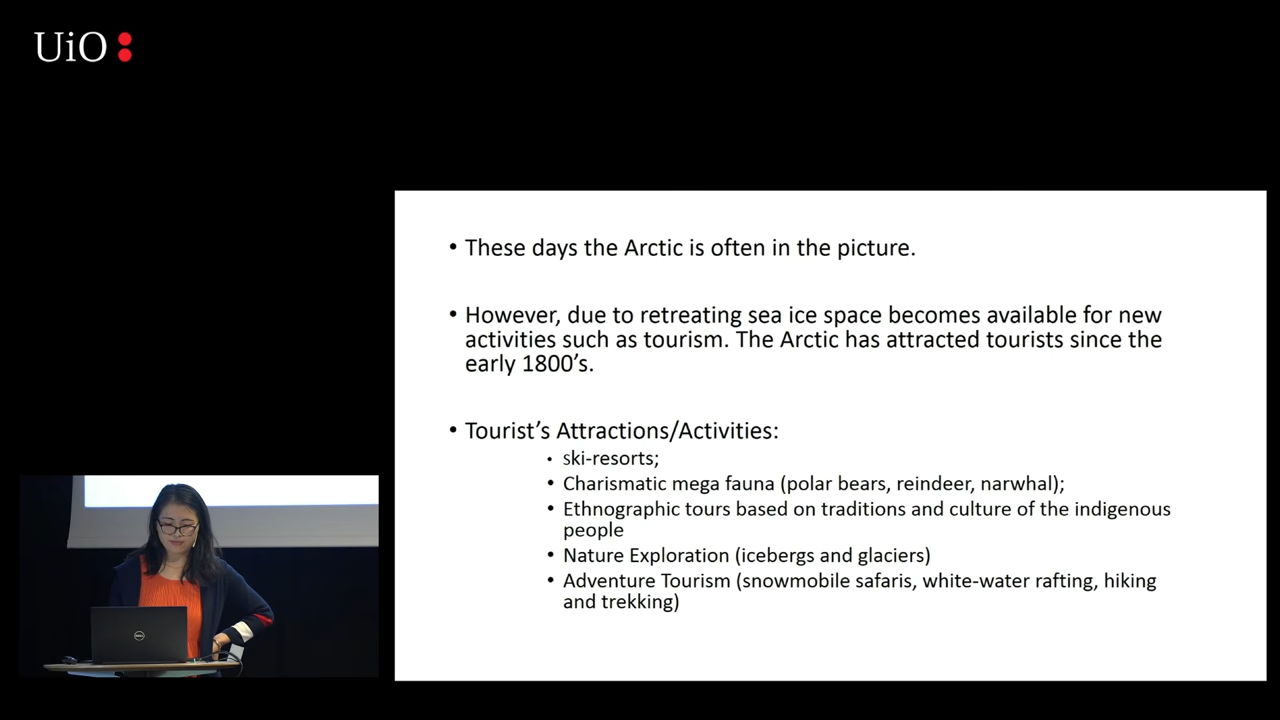 UiO
• These days the Arctic is often in the picture.
• However, due to retreating sea ice space becomes available for new
activities such as tourism. The Arctic has attracted tourists since the
early 1800’s.
• Tourist’s Attractions/Activities:
• ski-resorts;
• Charismatic mega fauna (polar bears, reindeer, narwhal);
• Ethnographic tours based on traditions and culture of the indigenous
people
• Nature Exploration (icebergs and glaciers)
• Adventure Tourism (snowmobile safaris, white-water rafting, hiking
and trekking)
DELL